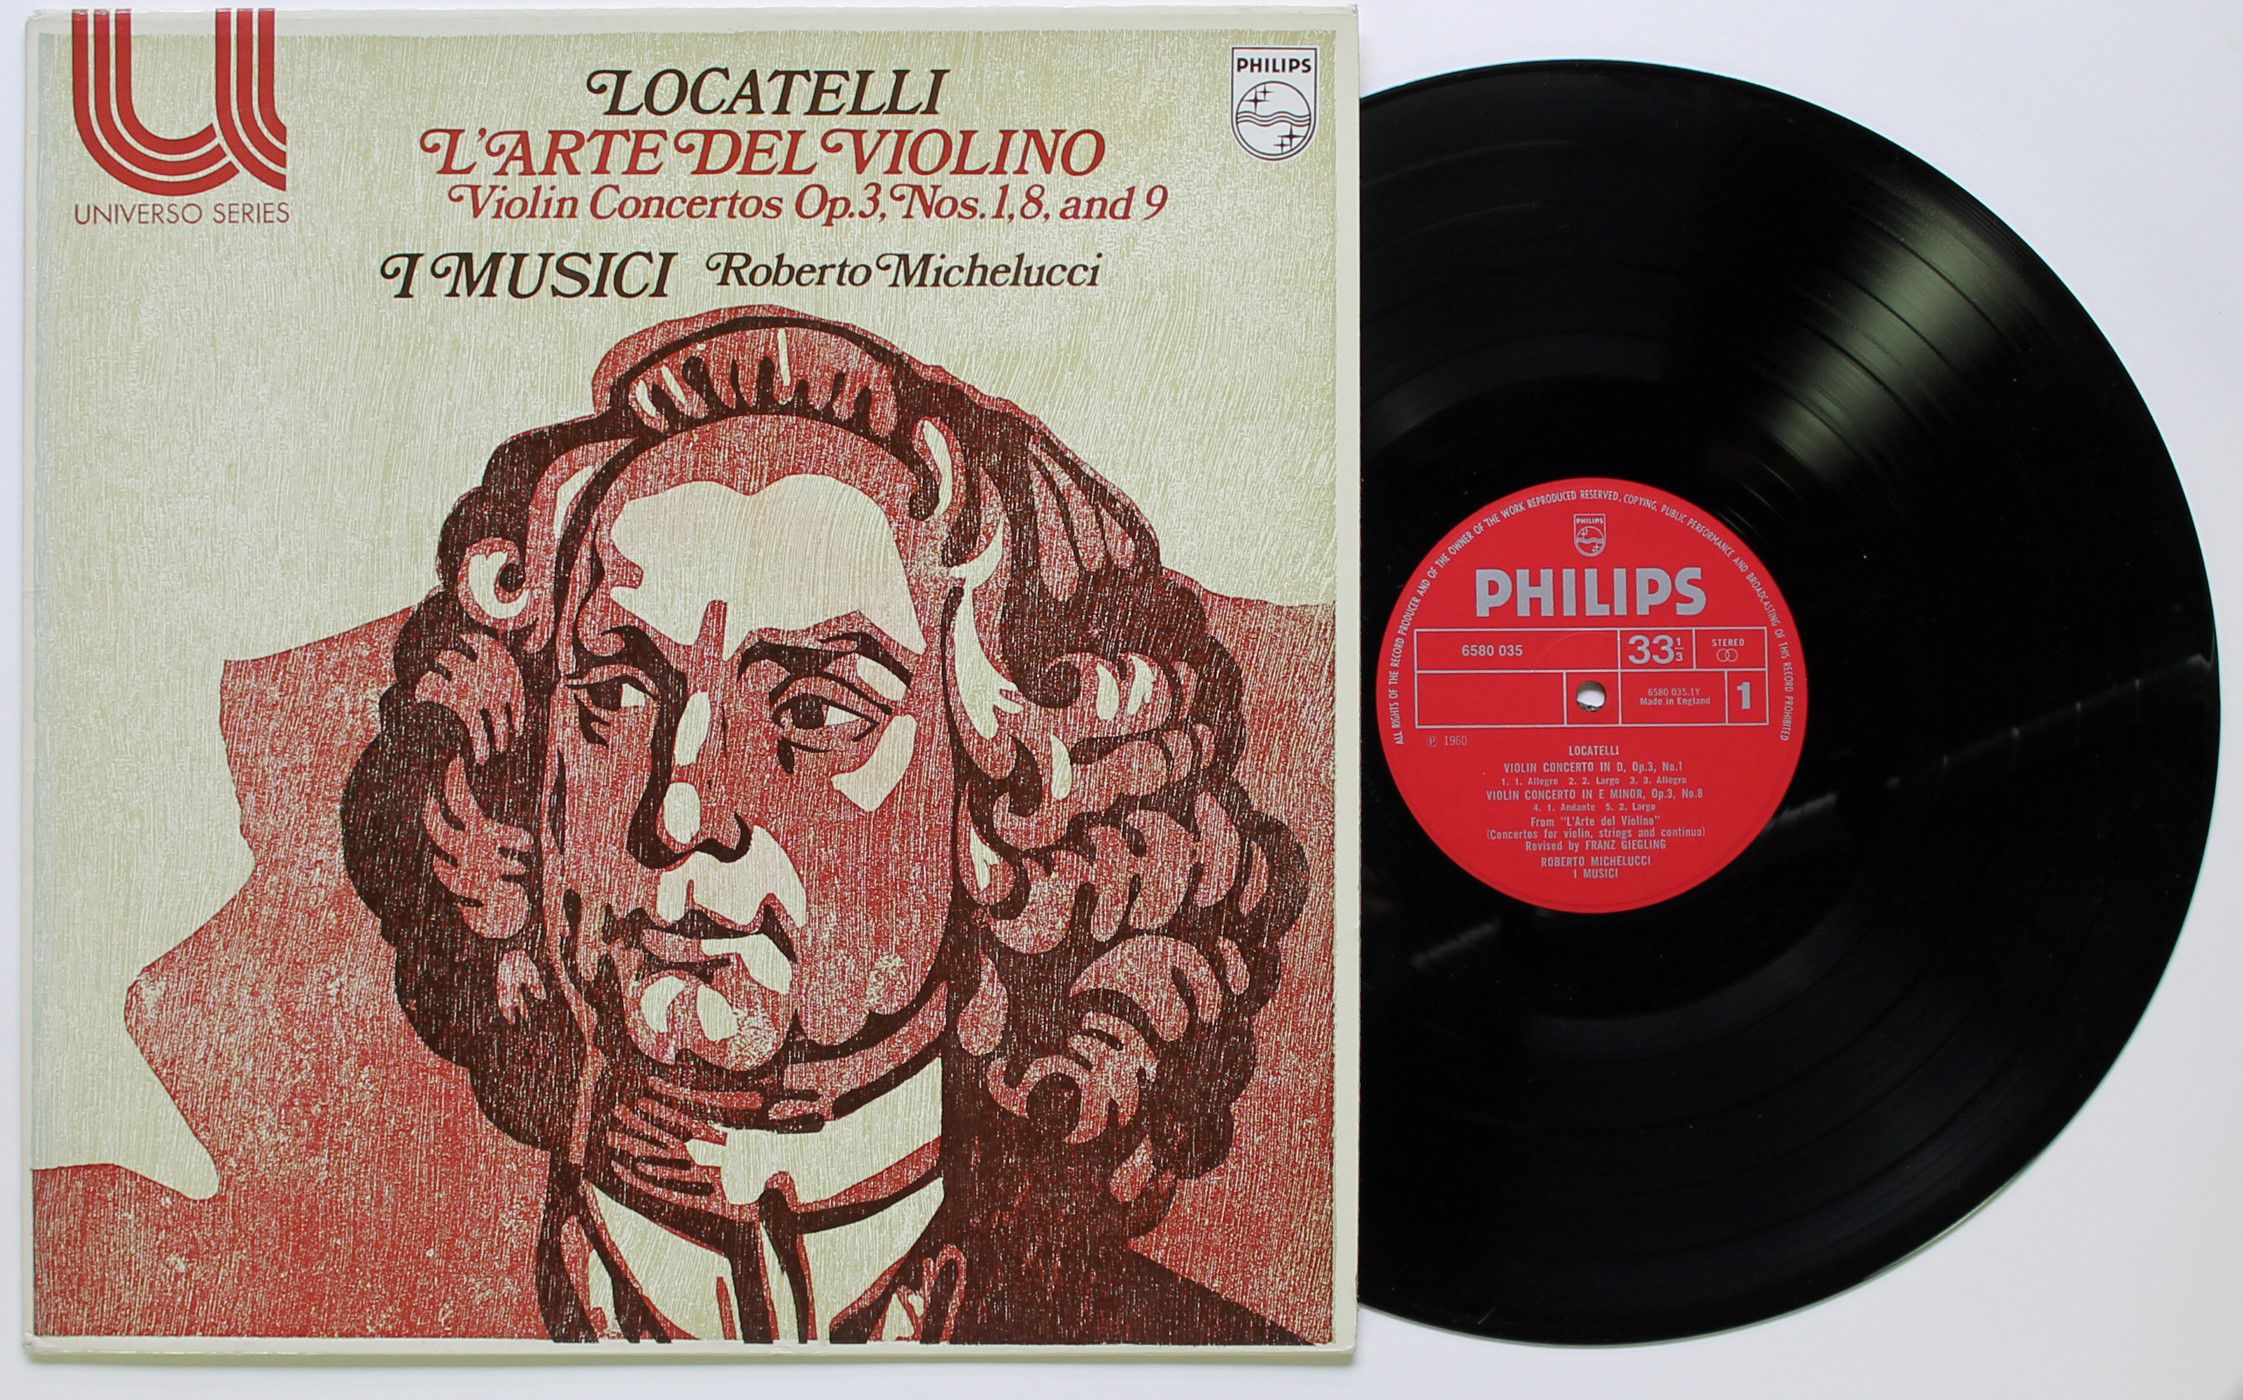 LOCATELLI
L'ARTE DEL VIOLINO
Violin Concertos Op.3, Nos.1,8, and 9
I MUSICI Roberto Michelucci
UNIVERSO SERIES
PHILIPS
ALL RIGHTS OF THE RECORD PRODUCER AND OF THE OWNER OF THE WORK REPRODUCED RESERVED, COPYING, PUBLIC PERFORMANCE AND BROADCASTING OF THIS RECORD PROHIBITED
PHILIPS
PHILIPS
6580 035
33 1/3
STEREO
6580 035.1Y
Made in England
1
℗ 1960
LOCATELLI
VIOLIN CONCERTO IN D, Op.3, No.1
1. 1. Allegro 2. 2. Largo 3. 3. Allegro
VIOLIN CONCERTO IN E MINOR, Op.3, No.8
4. 1. Andante 5. 2. Largo
From "L'Arte del Violino"
(Concertos for violin, strings and continuo)
Revised by FRANZ GIEGLING
ROBERTO MICHELUCCI
I MUSICI